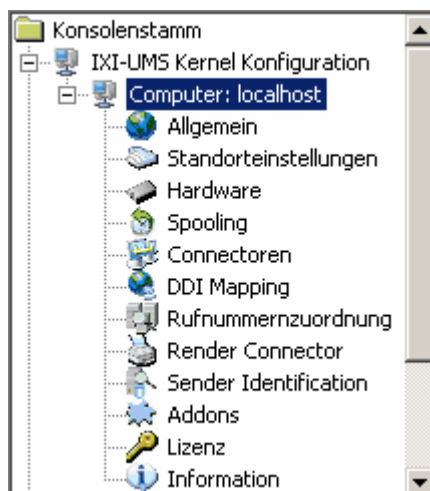 Konsolenstamm
IXI-UMS Kernel Konfiguration
Computer: localhost
Allgemein
Standorteinstellungen
Hardware
Spooling
Connectoren
DDI Mapping
Rufnummernzuordnung
Render Connector
Sender Identification
Addons
Lizenz
Information